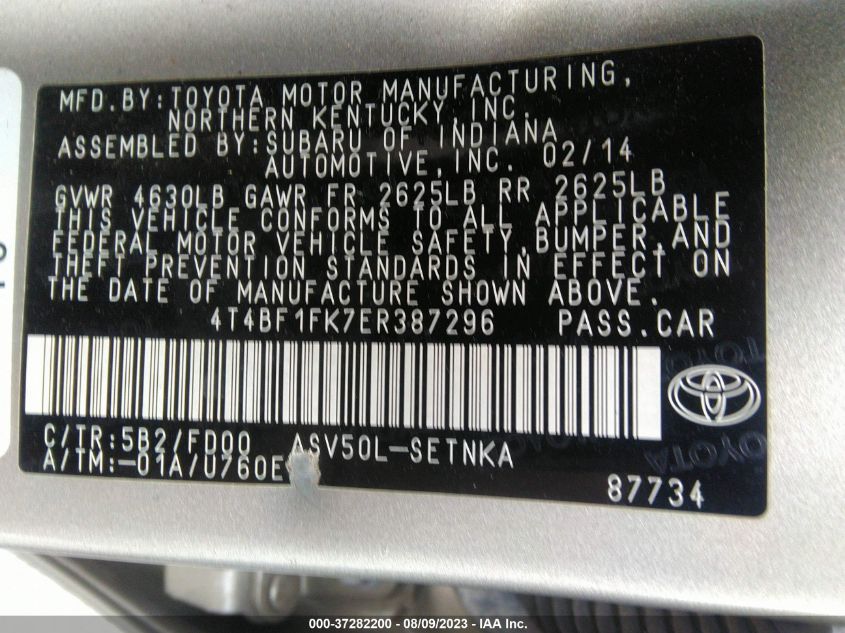 MFD.BY:TOYOTA MOTOR MANUFACTURING,
NORTHERN KENTUCKY, INC.
ASSEMBLED BY:SUBARU OF INDIANA
AUTOMOTIVE,INC. 02/14
GVWR 4630LB GAWR FR 2625LB RR 2625LB
THIS VEHICLE CONFORMS TO ALL APPLICABLE
FEDERAL MOTOR VEHICLE SAFETY,BUMPER,AND
THEFT PREVENTION STANDARDS IN EFFECT ON
THE DATE OF MANUFACTURE SHOWN ABOVE.
4T4BF1FK7ER387296 PASS.CAR
C/TR:5B2/FD00 ASV50L-SETNKA
A/TM:-01A/U760E
87734
000-37282200 - 08/09/2023 - IAA Inc.